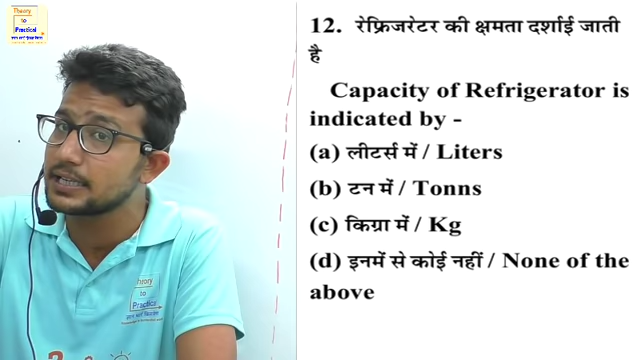 Theory
to
Practical
12. रेफ्रिजरेटर की क्षमता दर्शाई जाती
है
Capacity of Refrigerator is
indicated by -
(a) लीटर्स में / Liters
(b) टन में / Tonns
(c) किग्रा में / Kg
(d) इनमें से कोई नहीं / None of the
above
Theory
to
Practical